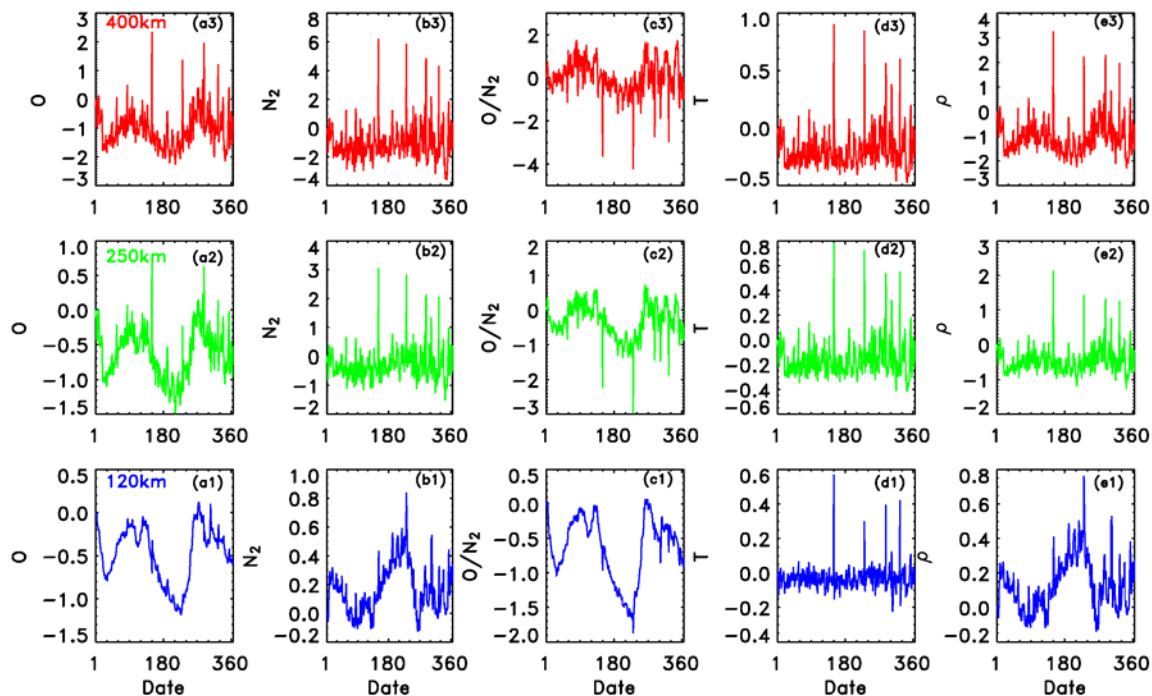 400km (a3) (b3) (c3) (d3) (e3)
3 2 1 0 −1 −2 −3
O
8 6 4 2 0 −2 −4
N2
4 2 0 −2 −4
O/N2
1.0 0.5 0.0 −0.5
T
4 3 2 1 0 −1 −2 −3
ρ
1 180 360 1 180 360 1 180 360 1 180 360 1 180 360
250km (a2) (b2) (c2) (d2) (e2)
1.0 0.5 0.0 −0.5 −1.0 −1.5
O
4 3 2 1 0 −1 −2
N2
2 1 0 −1 −2 −3
O/N2
0.8 0.6 0.4 0.2 0.0 −0.2 −0.4 −0.6
T
3 2 1 0 −1 −2
ρ
1 180 360 1 180 360 1 180 360 1 180 360 1 180 360
120km (a1) (b1) (c1) (d1) (e1)
0.5 0.0 −0.5 −1.0 −1.5
O
1.0 0.8 0.6 0.4 0.2 0.0 −0.2
N2
0.5 0.0 −0.5 −1.0 −1.5 −2.0
O/N2
0.6 0.4 0.2 0.0 −0.2 −0.4
T
0.8 0.6 0.4 0.2 0.0
ρ
1 180 360 1 180 360 1 180 360 1 180 360 1 180 360
Date Date Date Date Date